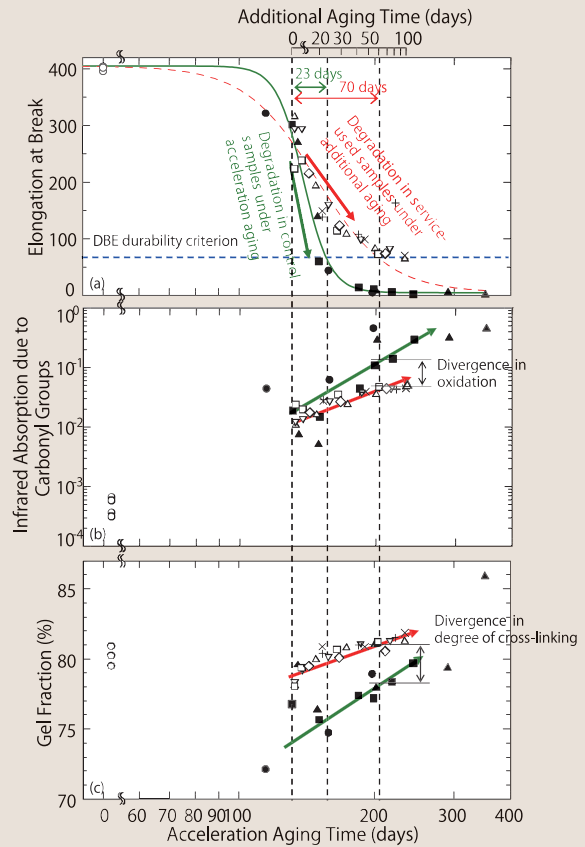 Additional Aging Time (days)
0 20 30 40 50 100
400
300
200
100
0
Elongation at Break
23 days
70 days
Degradation in control
samples under
acceleration aging
Degradation in service-
used samples under
additional aging
DBE durability criterion
(a)
10⁰
10⁻¹
10⁻²
10⁻³
10⁻⁴
Infrared Absorption due to
Carbonyl Groups
Divergence in
oxidation
(b)
85
80
75
70
Gel Fraction (%)
Divergence in
degree of cross-linking
(c)
0 60 70 80 90 100 200 300 400
Acceleration Aging Time (days)